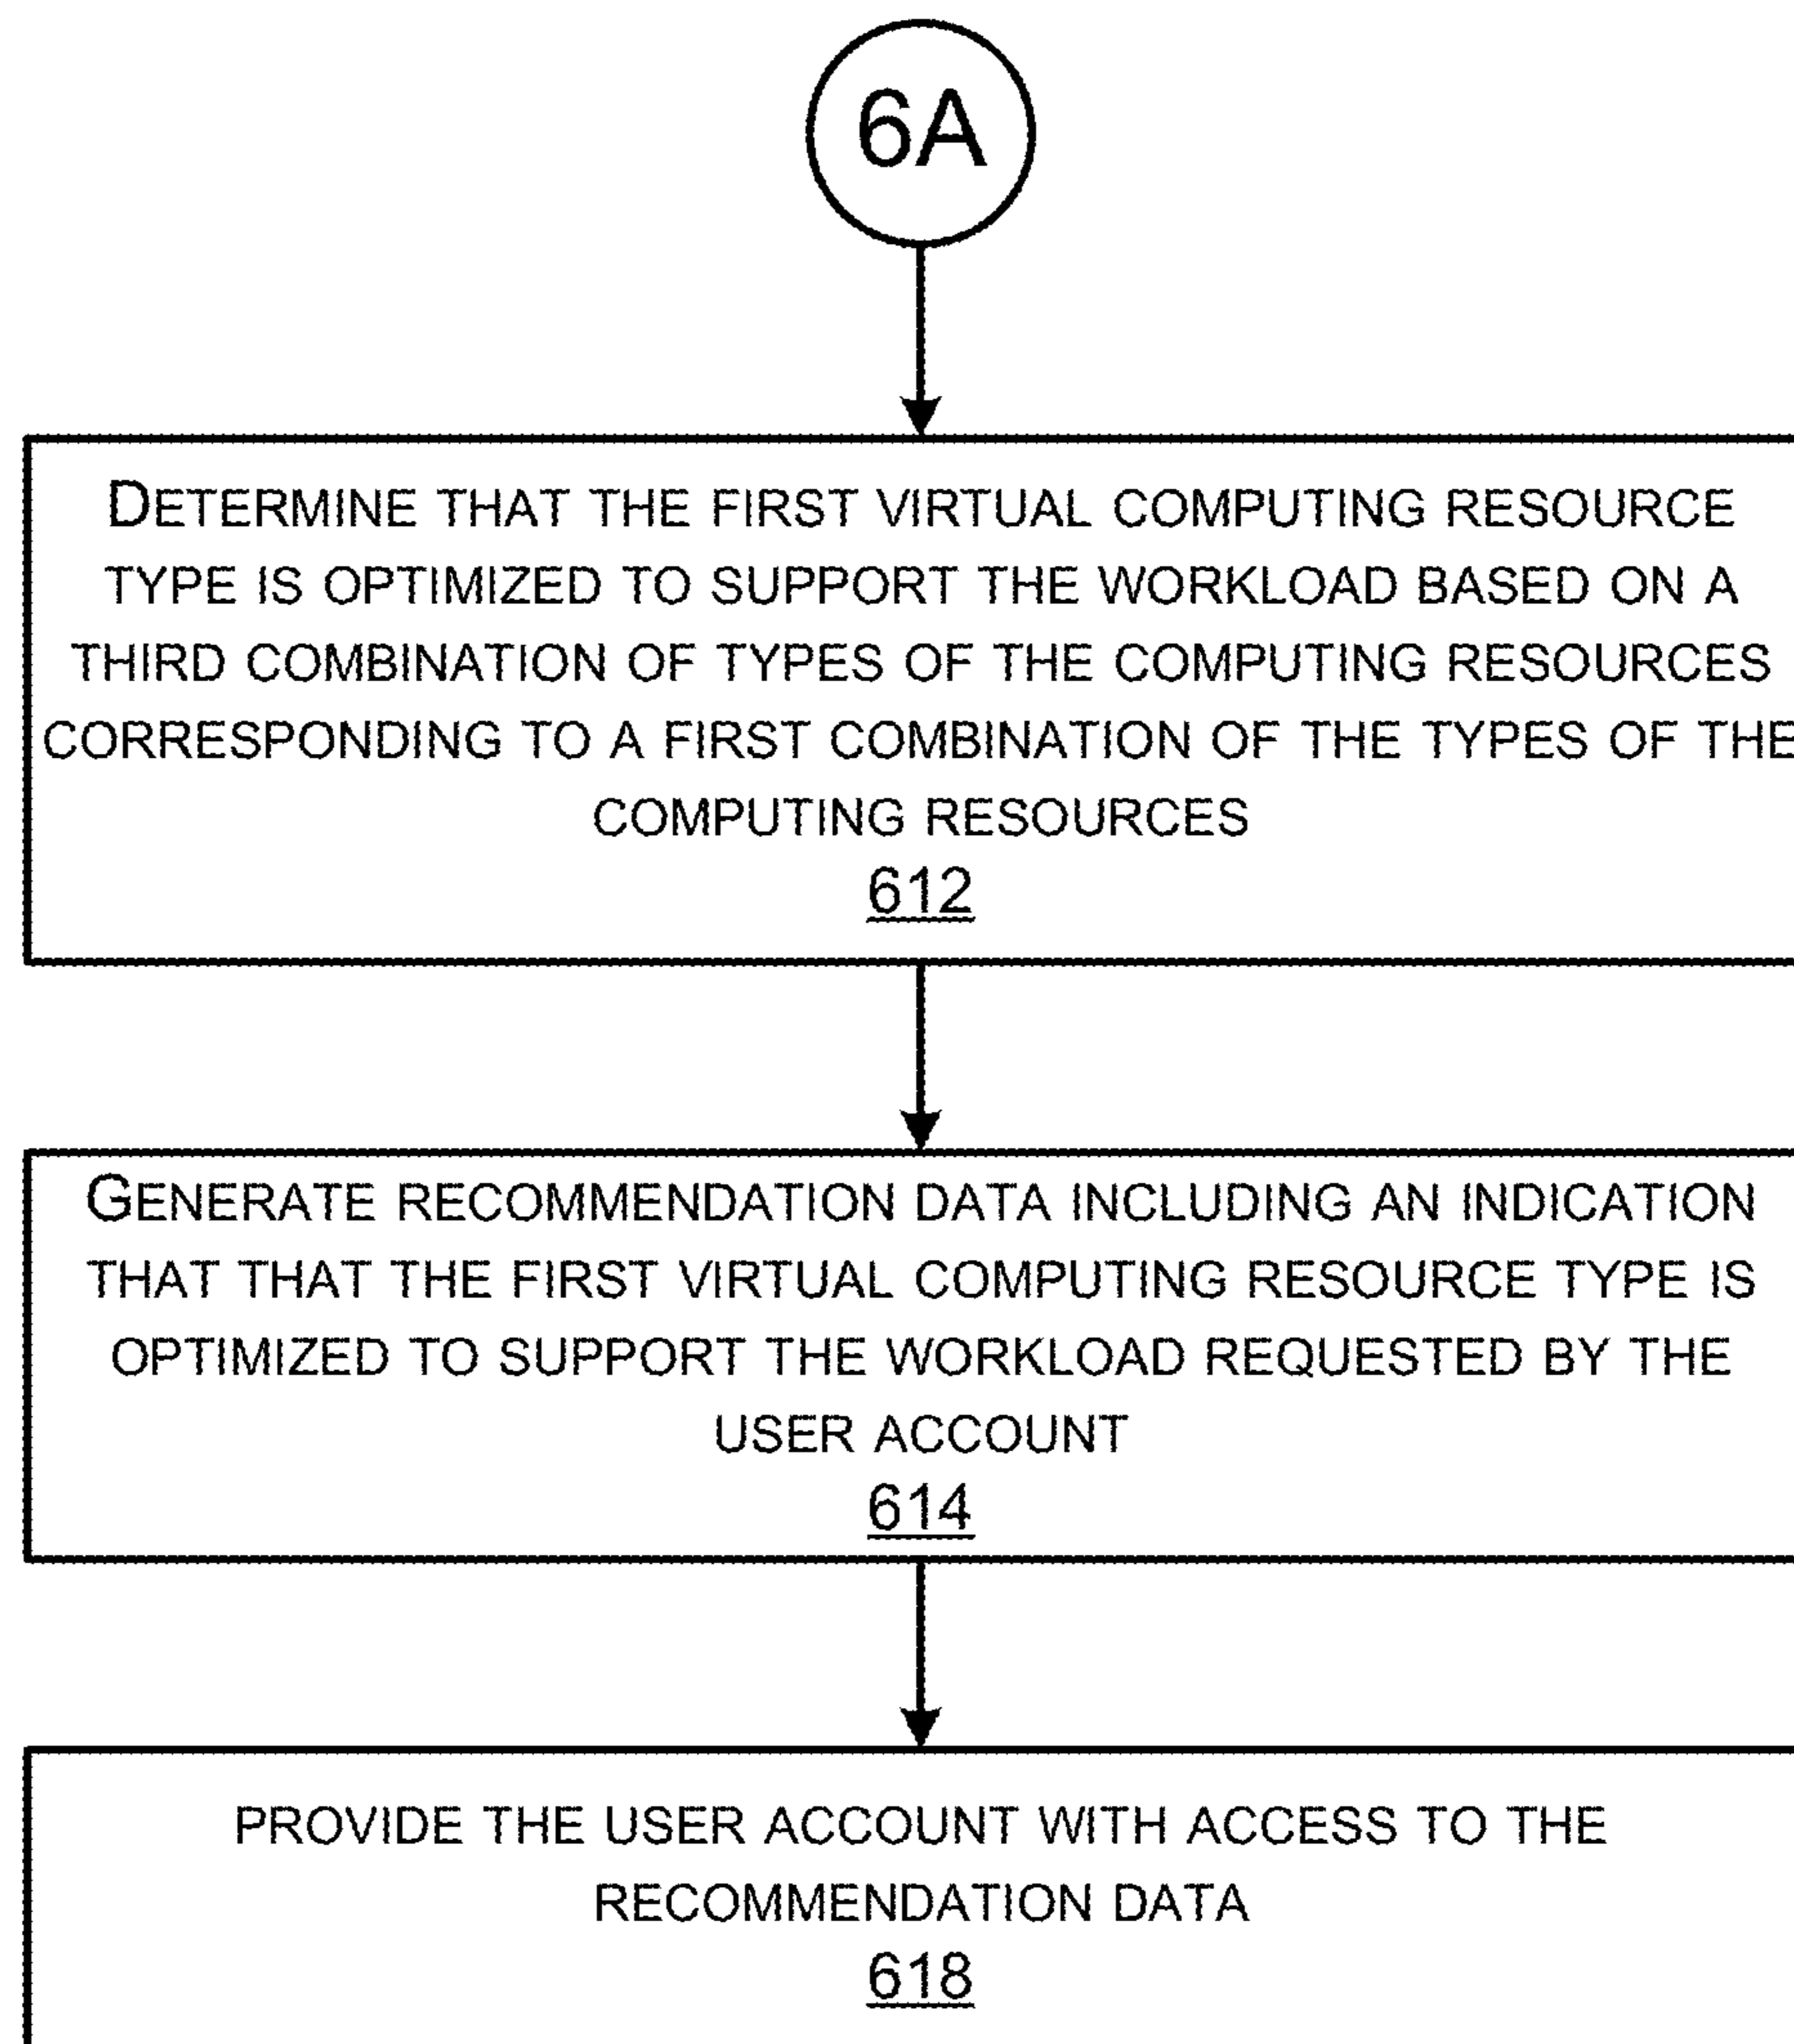 6A
DETERMINE THAT THE FIRST VIRTUAL COMPUTING RESOURCE
TYPE IS OPTIMIZED TO SUPPORT THE WORKLOAD BASED ON A
THIRD COMBINATION OF TYPES OF THE COMPUTING RESOURCES
CORRESPONDING TO A FIRST COMBINATION OF THE TYPES OF THE
COMPUTING RESOURCES
612
GENERATE RECOMMENDATION DATA INCLUDING AN INDICATION
THAT THAT THE FIRST VIRTUAL COMPUTING RESOURCE TYPE IS
OPTIMIZED TO SUPPORT THE WORKLOAD REQUESTED BY THE
USER ACCOUNT
614
PROVIDE THE USER ACCOUNT WITH ACCESS TO THE
RECOMMENDATION DATA
618